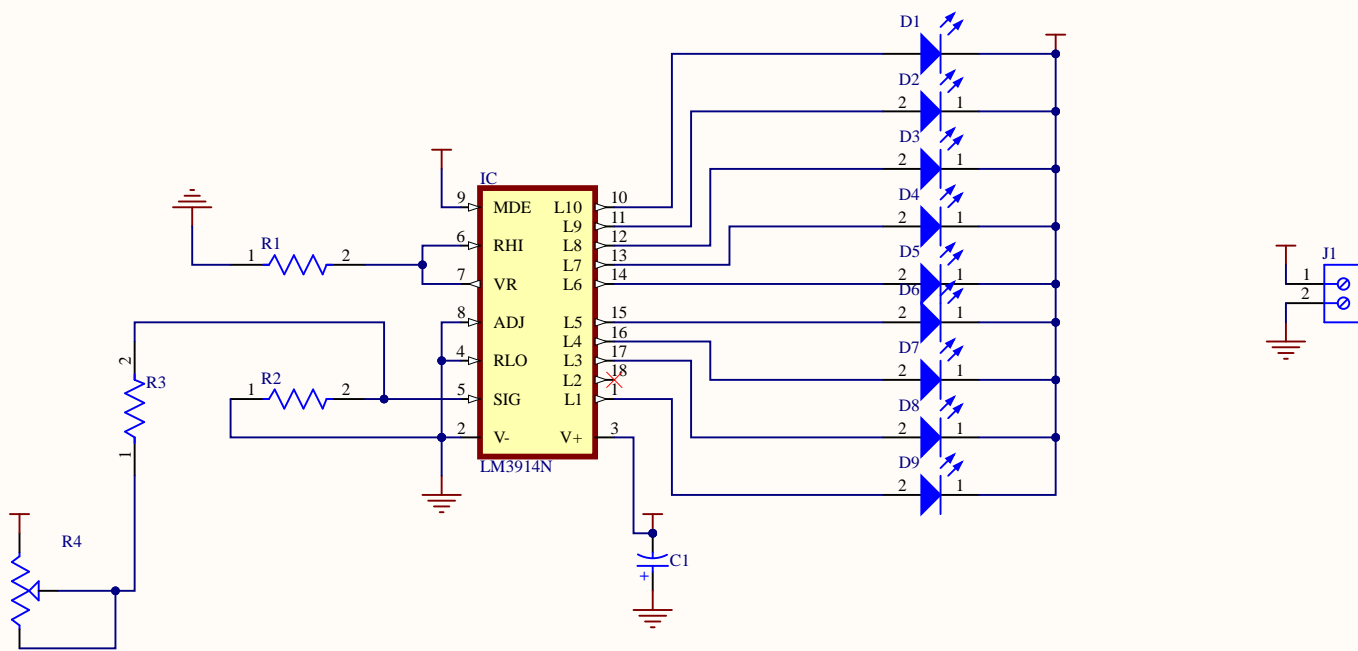 D1
D2
2 1
D3
2 1
D4
2 1
D5
2 1
D6
2 1
D7
2 1
D8
2 1
D9
2 1
IC
9 MDE L10 10
L9 11
6 RHI L8 12
L7 13
7 VR L6 14
8 ADJ L5 15
L4 16
4 RLO L3 17
L2 18
5 SIG L1 1
2 V- V+ 3
LM3914N
1 R1 2
2
R3
1
1 R2 2
R4
C1
+
J1
1
2